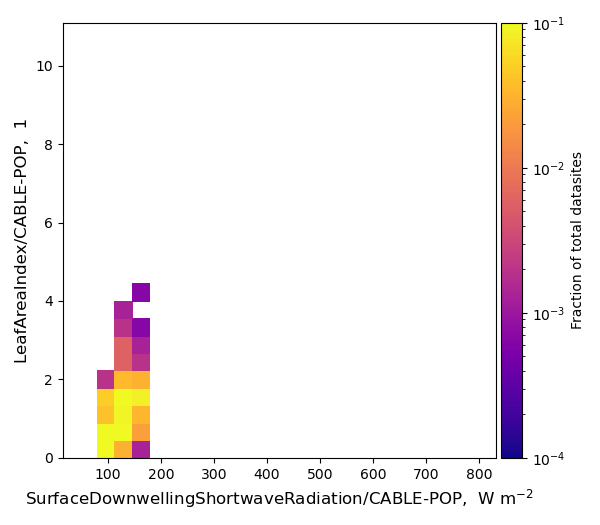 LeafAreaIndex/CABLE-POP,  1
10
8
6
4
2
0
100 200 300 400 500 600 700 800
SurfaceDownwellingShortwaveRadiation/CABLE-POP,  W m⁻²
10⁻¹
10⁻²
10⁻³
10⁻⁴
Fraction of total datasites